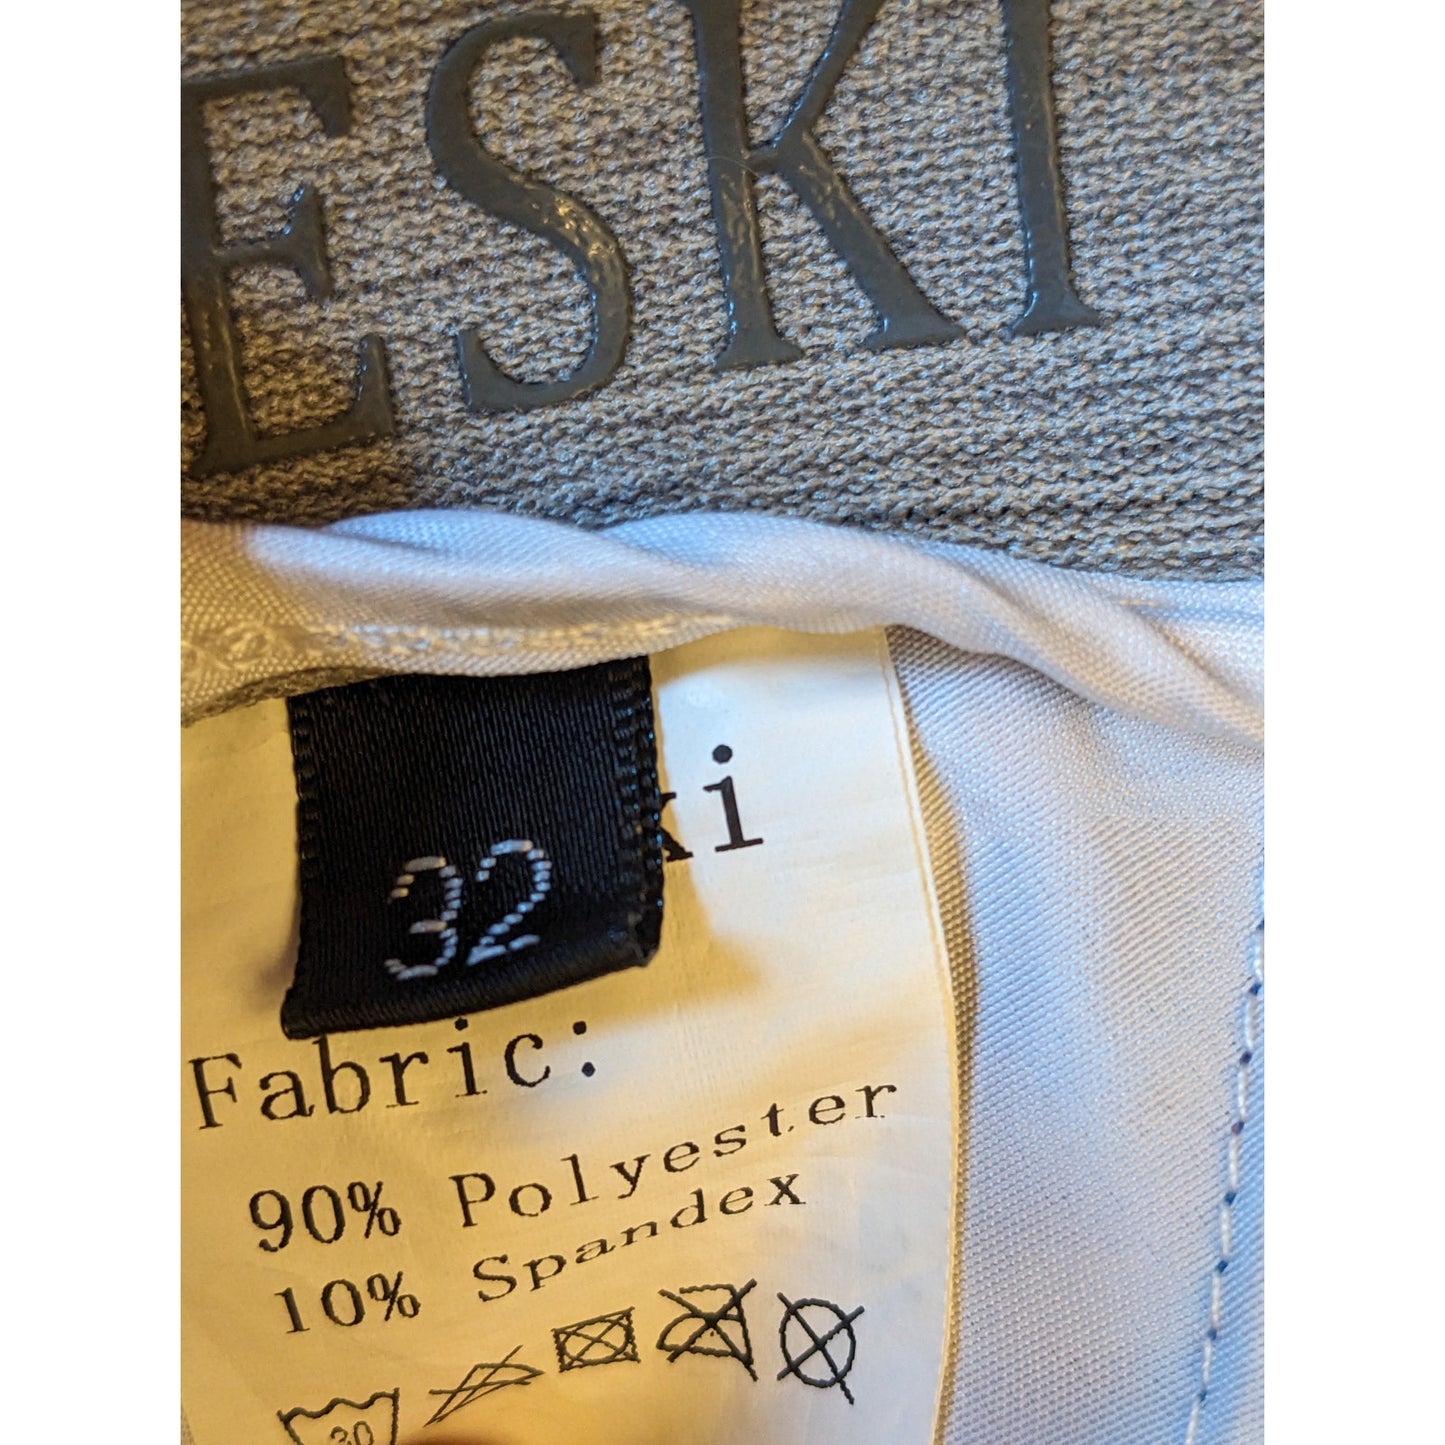 ESKI
ki
32
Fabric:
90% Polyester
10% Spandex
30